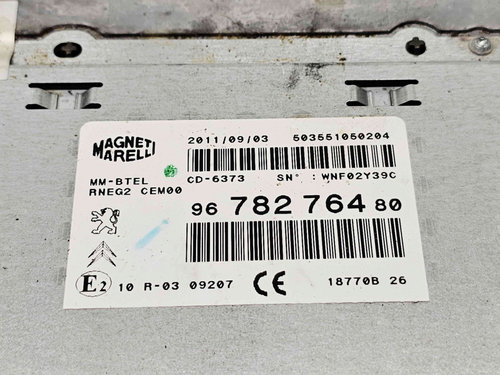 MAGNETI MARELLI
2011/09/03 503551050204
MM-BTEL
RNEG2 CEM00
CD-6373 SN° : WNF02Y39C
96 782 764 80
E2 10 R-03 09207 CE 18770B 26